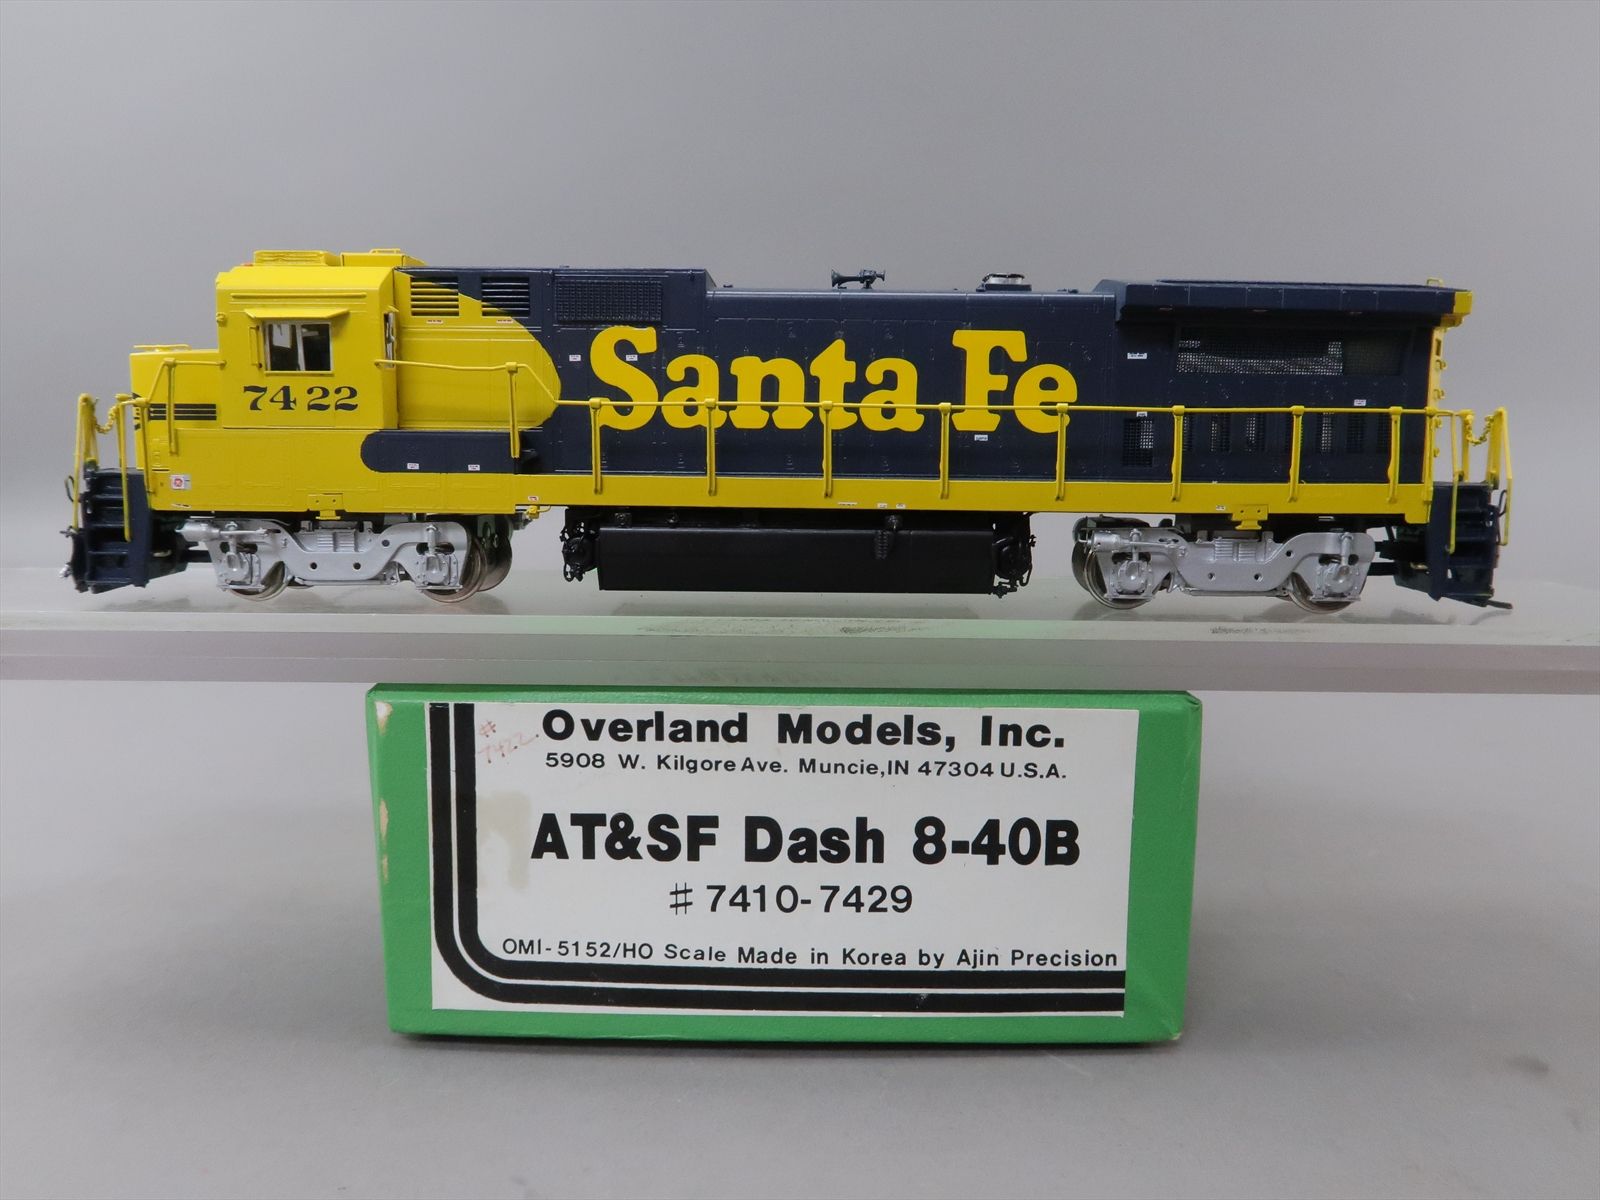 7422
Santa Fe
# 7422
Overland Models, Inc.
5908 W. Kilgore Ave. Muncie, IN 47304 U.S.A.
AT&SF Dash 8-40B
# 7410-7429
OMI-5152/HO Scale Made in Korea by Ajin Precision